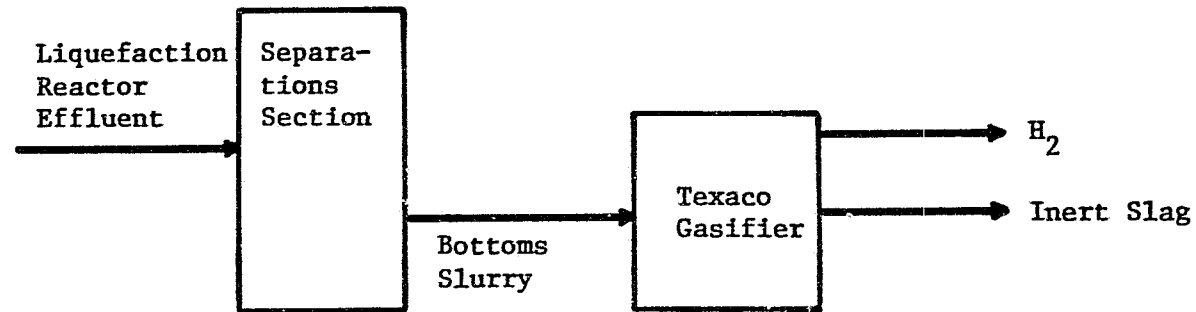 Liquefaction
Reactor
Effluent
Separa-
tions
Section
Bottoms
Slurry
Texaco
Gasifier
H2
Inert Slag